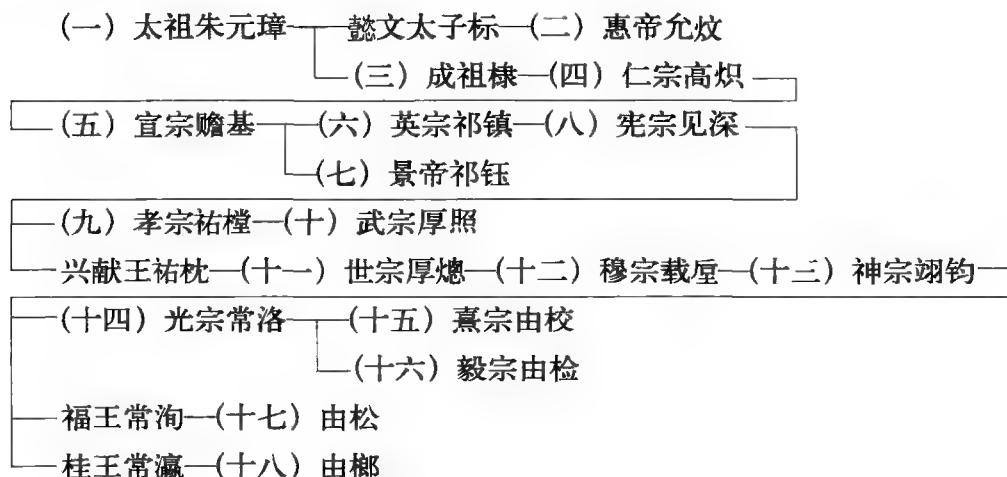 (一) 太祖朱元璋 懿文太子标 (二) 惠帝允炆
(三) 成祖棣 (四) 仁宗高炽
(五) 宣宗赡基 (六) 英宗祁镇 (八) 宪宗见深
(七) 景帝祁钰
(九) 孝宗祐樘 (十) 武宗厚照
兴献王祐枕 (十一) 世宗厚熜 (十二) 穆宗载垕 (十三) 神宗翊钧
(十四) 光宗常洛 (十五) 熹宗由校
(十六) 毅宗由检
福王常洵 (十七) 由松
桂王常瀛 (十八) 由榔